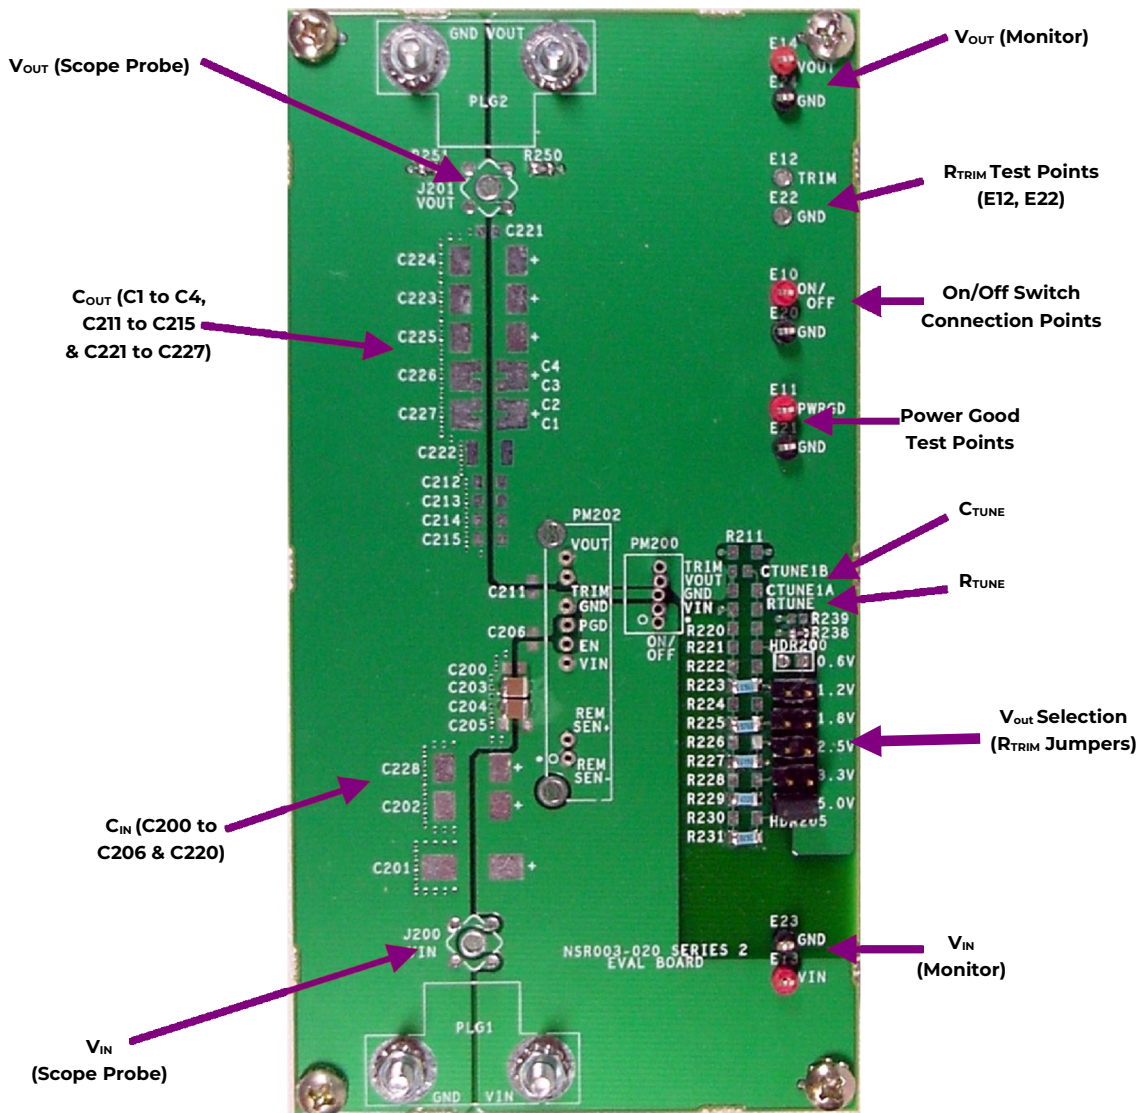 GND VOUT
PLG2
E14
VOUT
E24
GND
VOUT (Monitor)
VOUT (Scope Probe)
R251
R250
J201
VOUT
E12
TRIM
E22
GND
RTRIM Test Points
(E12, E22)
C221
C224 +
C223 +
C225 +
C226 + C4
C3
C227 + C2
C1
C222
C212
C213
C214
C215
COUT (C1 to C4,
C211 to C215
& C221 to C227)
E10
ON/
OFF
E20
GND
On/Off Switch
Connection Points
E11
PWRGD
E21
GND
Power Good
Test Points
PM202
VOUT
TRIM
GND
PGD
EN
VIN
REM
SEN+
REM
SEN-
PM200
TRIM
VOUT
GND
VIN
ON/
OFF
R211
CTUNE1B
CTUNE1A
RTUNE
R239
R238
CTUNE
RTUNE
C211
C206
C200
C203
C204
C205
R220
R221
R222
R223
R224
R225
R226
R227
R228
R229
R230
R231
HDR200
0.6V
1.2V
1.8V
2.5V
3.3V
5.0V
HDR205
Vout Selection
(RTRIM Jumpers)
C228 +
C202 +
C201 +
CIN (C200 to
C206 & C220)
J200
VIN
NSR003-020 SERIES 2
EVAL BOARD
E23
GND
E13
VIN
VIN
(Monitor)
VIN
(Scope Probe)
PLG1
GND VIN